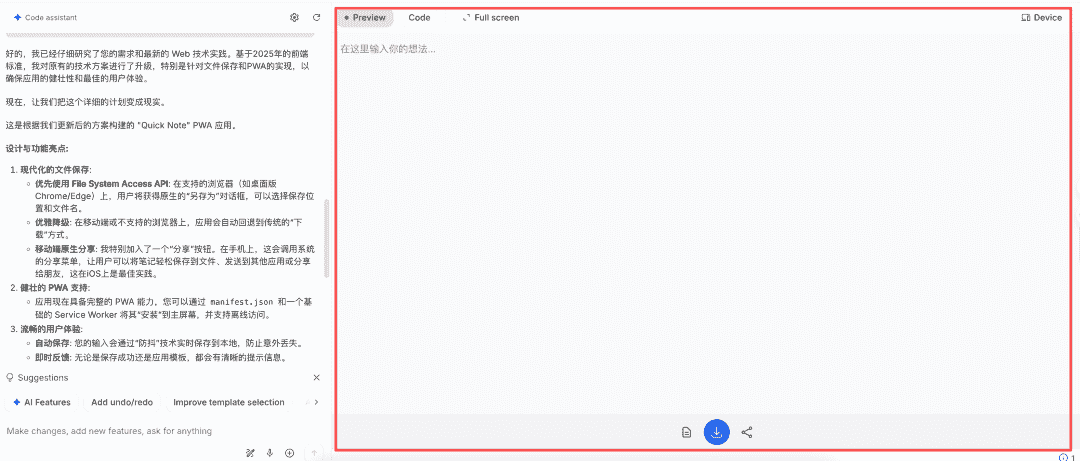 Code assistant
好的，我已经仔细研究了您的需求和最新的 Web 技术实践。基于2025年的前端
标准，我对原有的技术方案进行了升级，特别是针对文件保存和PWA的实现，以
确保应用的健壮性和最佳的用户体验。
现在，让我们把这个详细的计划变成现实。
这是根据我们更新后的方案构建的 "Quick Note" PWA 应用。
设计与功能亮点:
1. 现代化的文件保存:
优先使用 File System Access API: 在支持的浏览器（如桌面版
Chrome/Edge）上，用户将获得原生的“另存为”对话框，可以选择保存位
置和文件名。
优雅降级: 在移动端或不支持的浏览器上，应用会自动回退到传统的“下
载”方式。
移动端原生分享: 我特别加入了一个“分享”按钮。在手机上，这会调用系统
的分享菜单，让用户可以将笔记轻松保存到文件、发送到其他应用或分享
给朋友，这在iOS上是最佳实践。
2. 健壮的 PWA 支持:
应用现在具备完整的 PWA 能力，您可以通过 manifest.json 和一个基
础的 Service Worker 将其“安装”到主屏幕，并支持离线访问。
3. 流畅的用户体验:
自动保存: 您的输入会通过“防抖”技术实时保存到本地，防止意外丢失。
即时反馈: 无论是保存成功还是应用模板，都会有清晰的提示信息。
Suggestions
AI Features Add undo/redo Improve template selection
Make changes, add new features, ask for anything
Preview Code Full screen Device
在这里输入你的想法...
1